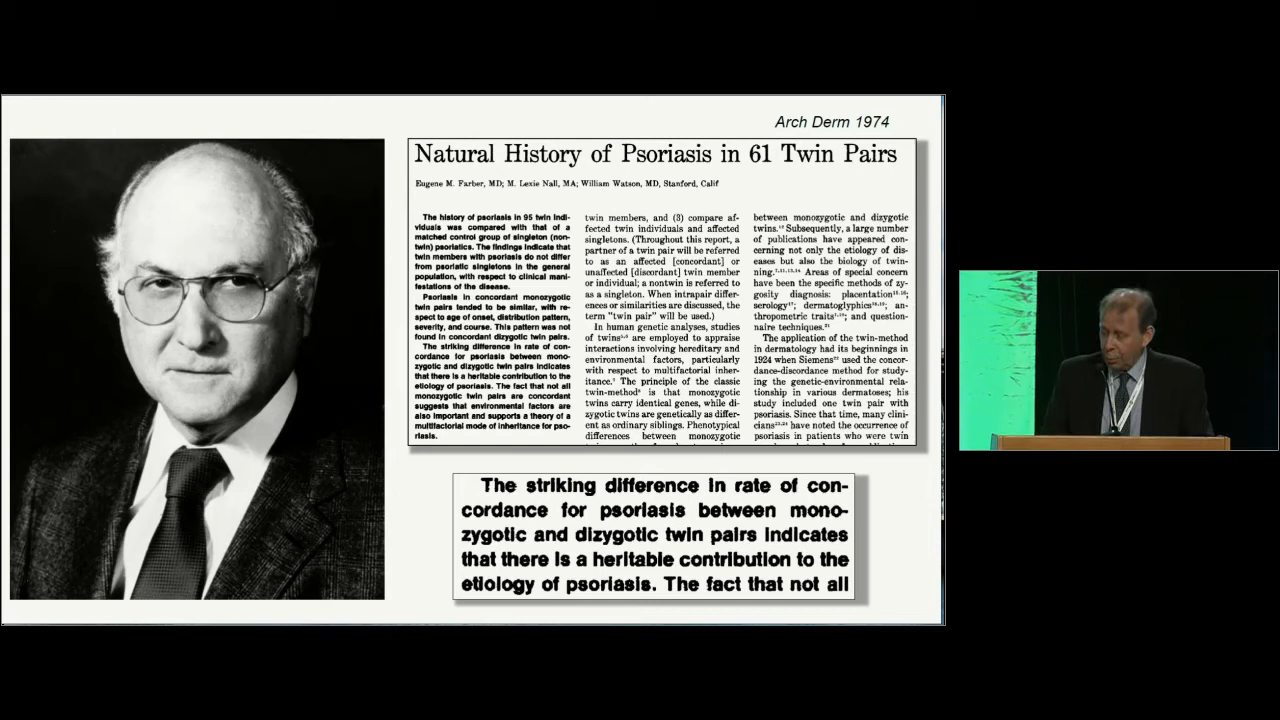 Arch Derm 1974
Natural History of Psoriasis in 61 Twin Pairs
Eugene M. Farber, MD; M. Lexie Nall, MA; William Watson, MD, Stanford, Calif
The history of psoriasis in 95 twin indi-
viduals was compared with that of a
matched control group of singleton (non-
twin) psoriatics. The findings indicate that
twin members with psoriasis do not differ
from psoriatic singletons in the general
population, with respect to clinical mani-
festations of the disease.
Psoriasis in concordant monozygotic
twin pairs tended to be similar, with re-
spect to age of onset, distribution pattern,
severity, and course. This pattern was not
found in concordant dizygotic twin pairs.
The striking difference in rate of con-
cordance for psoriasis between mono-
zygotic and dizygotic twin pairs indicates
that there is a heritable contribution to the
etiology of psoriasis. The fact that not all
monozygotic twin pairs are concordant
suggests that environmental factors are
also important and supports a theory of a
multifactorial mode of inheritance for pso-
riasis.
twin members, and (3) compare af-
fected twin individuals and affected
singletons. (Throughout this report, a
partner of a twin pair will be referred
to as an affected [concordant] or
unaffected [discordant] twin member
or individual; a nontwin is referred to
as a singleton. When intrapair differ-
ences or similarities are discussed, the
term "twin pair" will be used.)
In human genetic analyses, studies
of twins are employed to appraise
interactions involving hereditary and
environmental factors, particularly
with respect to multifactorial inher-
itance. The principle of the classic
twin-method is that monozygotic
twins carry identical genes, while di-
zygotic twins are genetically as differ-
ent as ordinary siblings. Phenotypical
differences between monozygotic
between monozygotic and dizygotic
twins. Subsequently, a large number
of publications have appeared con-
cerning not only the etiology of dis-
eases but also the biology of twin-
ning. Areas of special concern
have been the specific methods of zy-
gosity diagnosis: placentation;
serology; dermatoglyphics; an-
thropometric traits; and question-
naire techniques.
The application of the twin-method
in dermatology had its beginnings in
1924 when Siemens used the concor-
dance-discordance method for study-
ing the genetic-environmental rela-
tionship in various dermatoses; his
study included one twin pair with
psoriasis. Since that time, many clini-
cians have noted the occurrence of
psoriasis in patients who were twin
The striking difference in rate of con-
cordance for psoriasis between mono-
zygotic and dizygotic twin pairs indicates
that there is a heritable contribution to the
etiology of psoriasis. The fact that not all